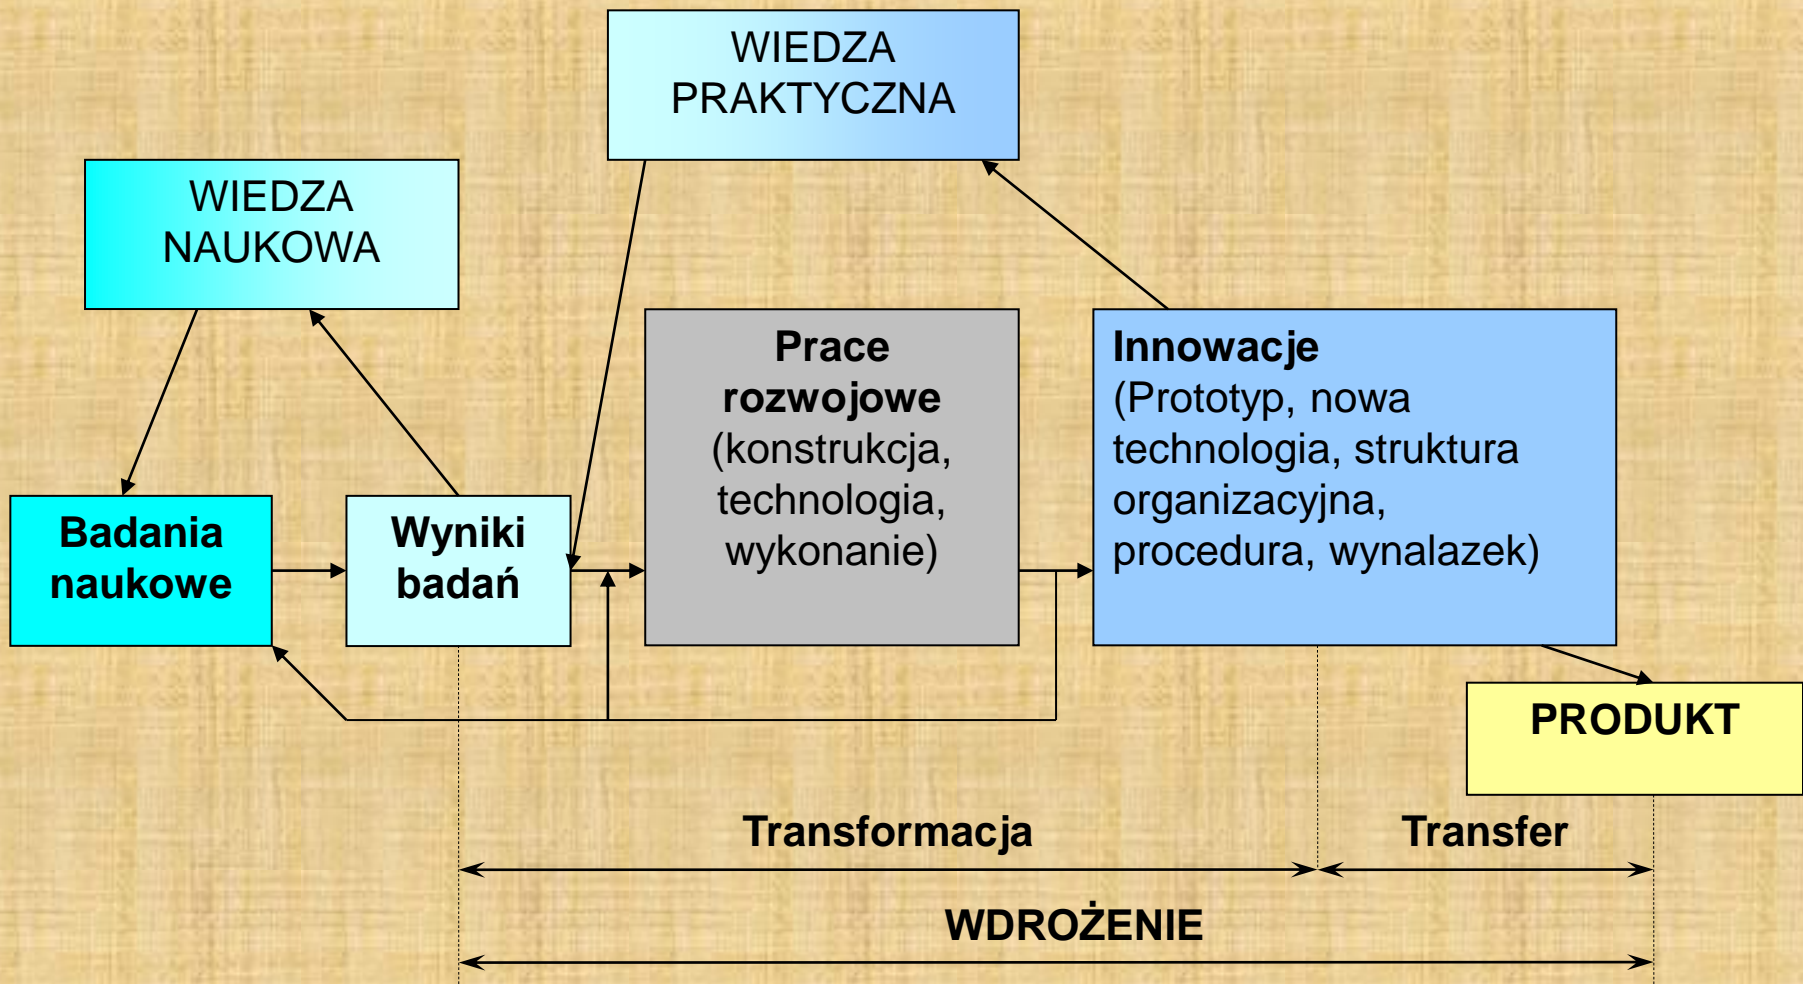 WIEDZA
PRAKTYCZNA
WIEDZA
NAUKOWA
Prace
rozwojowe
(konstrukcja,
technologia,
wykonanie)
Innowacje
(Prototyp, nowa
technologia, struktura
organizacyjna,
procedura, wynalazek)
Badania
naukowe
Wyniki
badań
PRODUKT
Transformacja
Transfer
WDROŻENIE